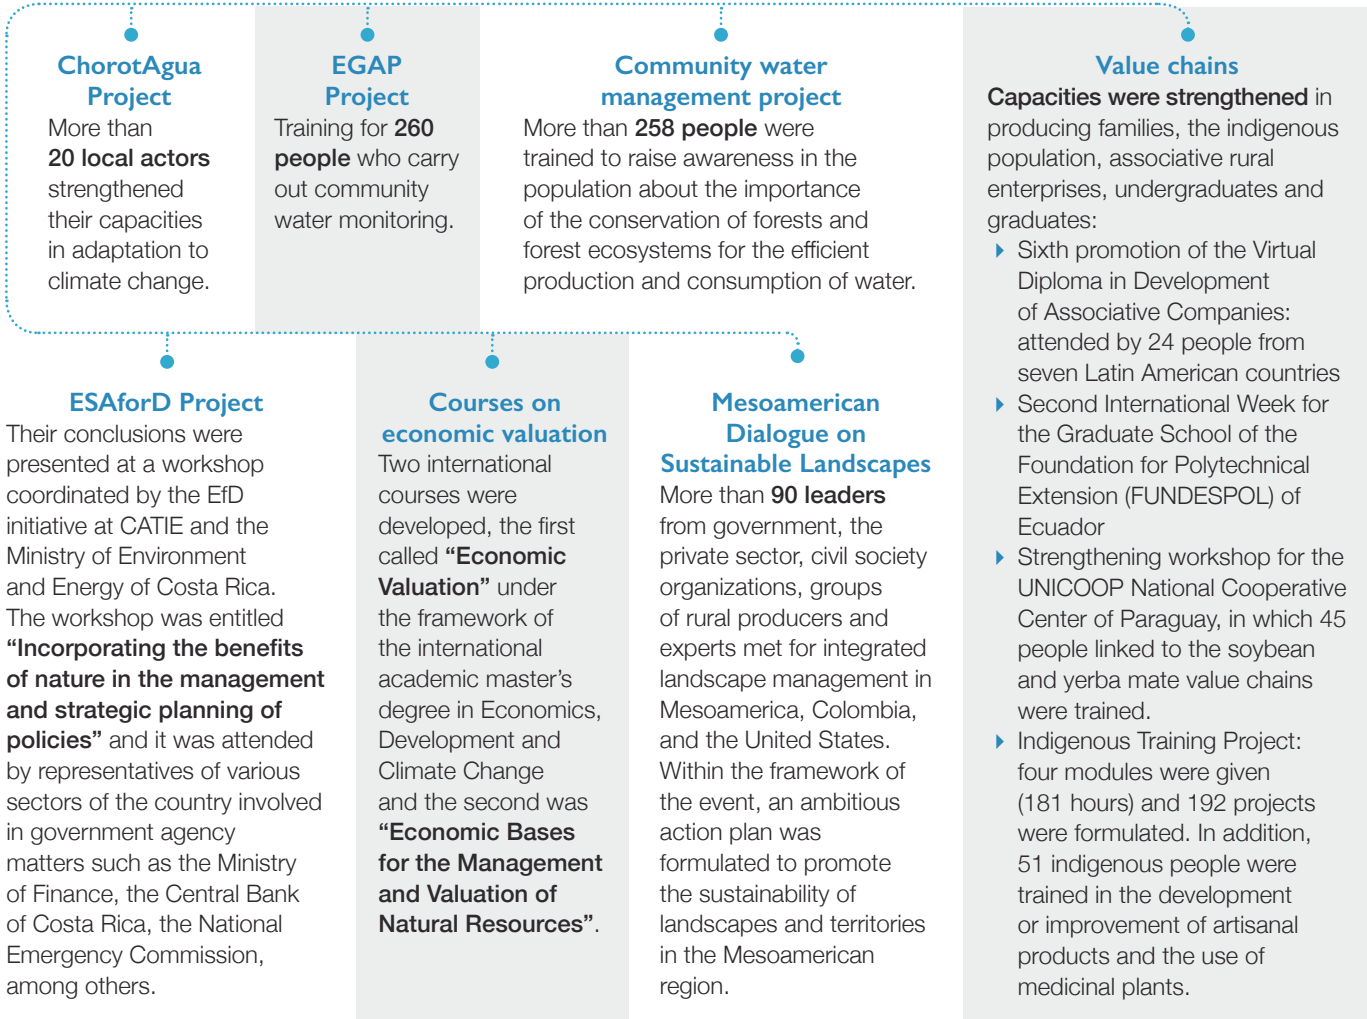 ChorotAgua
Project
More than
20 local actors
strengthened
their capacities
in adaptation to
climate change.
EGAP
Project
Training for 260
people who carry
out community
water monitoring.
Community water
management project
More than 258 people were
trained to raise awareness in the
population about the importance
of the conservation of forests and
forest ecosystems for the efficient
production and consumption of water.
Value chains
Capacities were strengthened in
producing families, the indigenous
population, associative rural
enterprises, undergraduates and
graduates:
Sixth promotion of the Virtual
Diploma in Development
of Associative Companies:
attended by 24 people from
seven Latin American countries
Second International Week for
the Graduate School of the
Foundation for Polytechnical
Extension (FUNDESPOL) of
Ecuador
Strengthening workshop for the
UNICOOP National Cooperative
Center of Paraguay, in which 45
people linked to the soybean
and yerba mate value chains
were trained.
Indigenous Training Project:
four modules were given
(181 hours) and 192 projects
were formulated. In addition,
51 indigenous people were
trained in the development
or improvement of artisanal
products and the use of
medicinal plants.
ESAforD Project
Their conclusions were
presented at a workshop
coordinated by the EfD
initiative at CATIE and the
Ministry of Environment
and Energy of Costa Rica.
The workshop was entitled
“Incorporating the benefits
of nature in the management
and strategic planning of
policies” and it was attended
by representatives of various
sectors of the country involved
in government agency
matters such as the Ministry
of Finance, the Central Bank
of Costa Rica, the National
Emergency Commission,
among others.
Courses on
economic valuation
Two international
courses were
developed, the first
called “Economic
Valuation” under
the framework of
the international
academic master’s
degree in Economics,
Development and
Climate Change
and the second was
“Economic Bases
for the Management
and Valuation of
Natural Resources”.
Mesoamerican
Dialogue on
Sustainable Landscapes
More than 90 leaders
from government, the
private sector, civil society
organizations, groups
of rural producers and
experts met for integrated
landscape management in
Mesoamerica, Colombia,
and the United States.
Within the framework of
the event, an ambitious
action plan was
formulated to promote
the sustainability of
landscapes and territories
in the Mesoamerican
region.